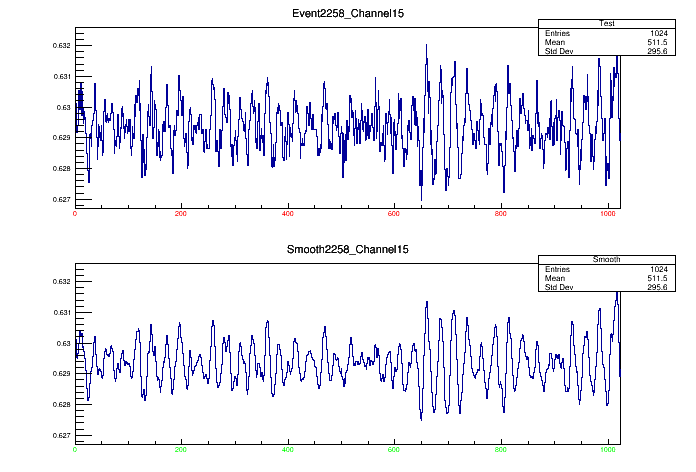 Event2258_Channel15
Test
Entries 1024
Mean 511.5
Std Dev 295.6
0.632
0.631
0.63
0.629
0.628
0.627
0 200 400 600 800 1000
Smooth2258_Channel15
Smooth
Entries 1024
Mean 511.5
Std Dev 295.6
0.632
0.631
0.63
0.629
0.628
0.627
0 200 400 600 800 1000